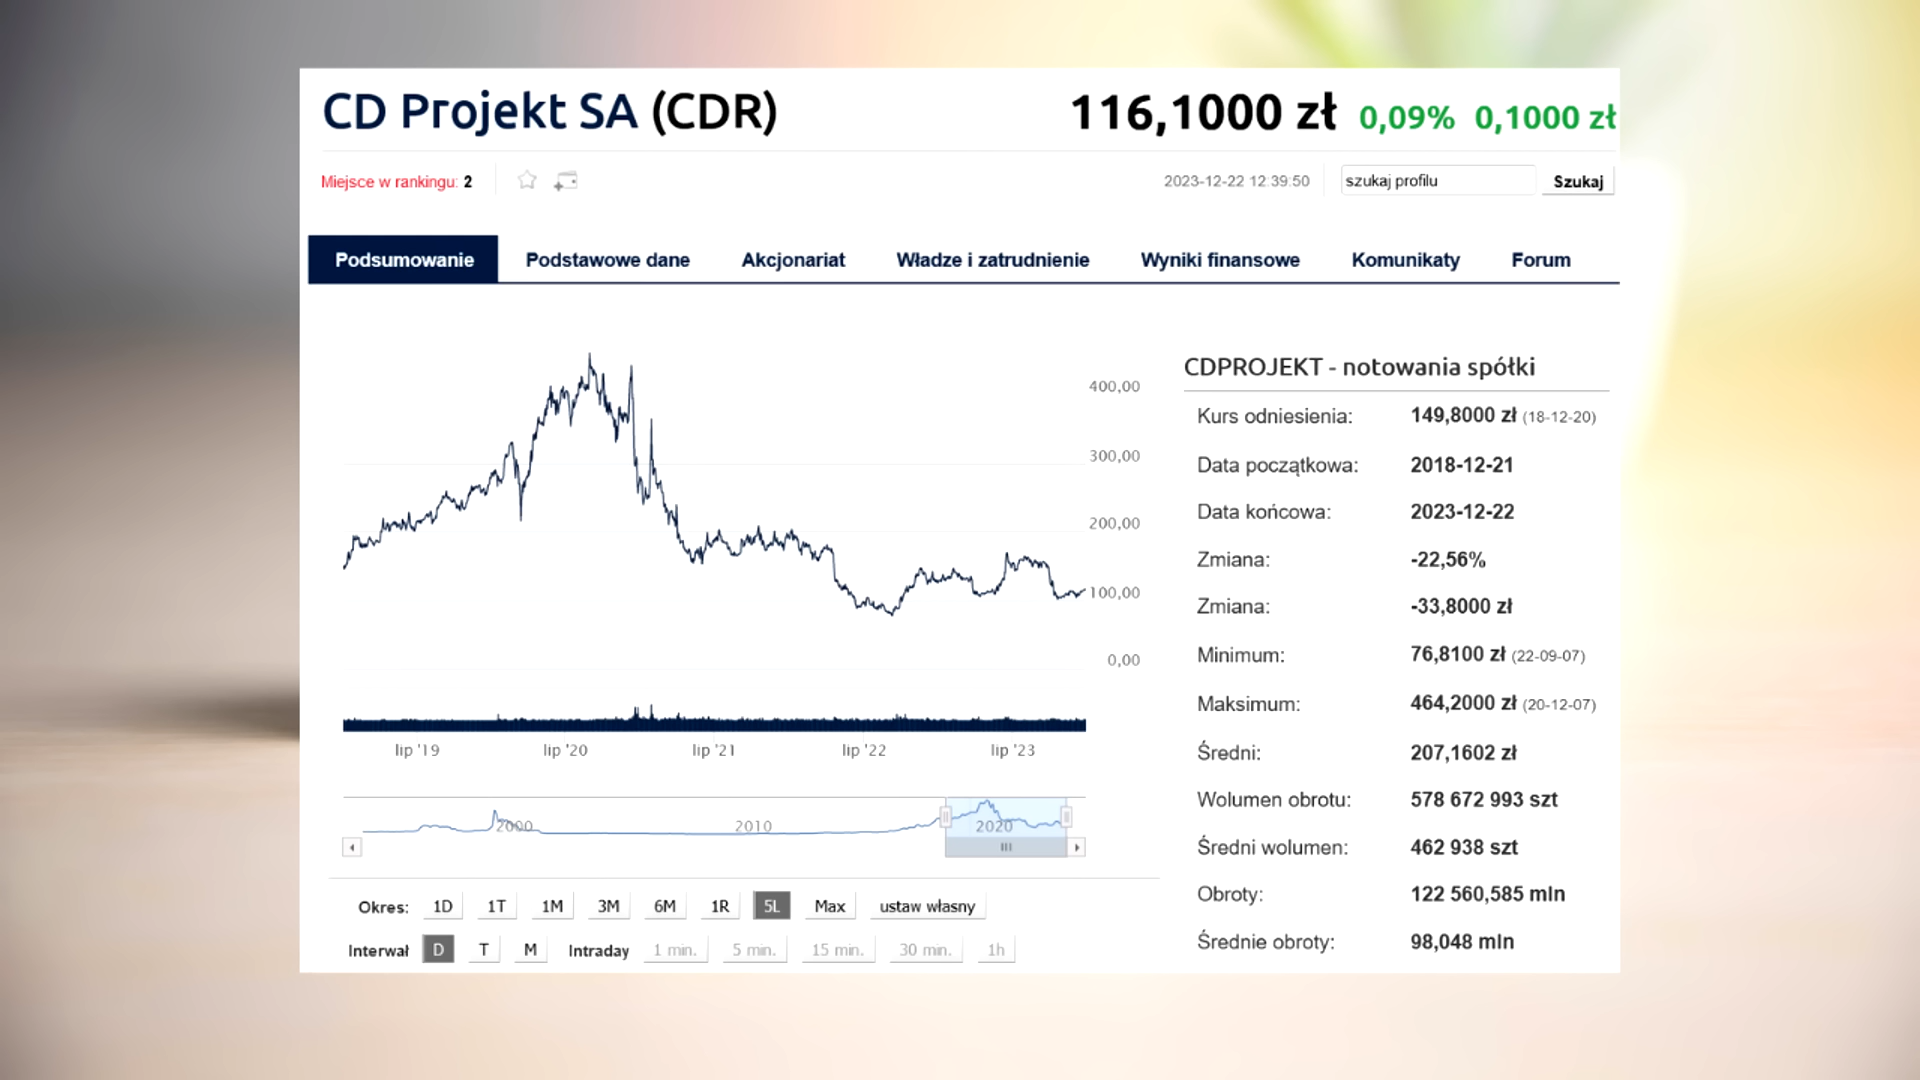 CD Projekt SA (CDR)
116,1000 zł 0,09% 0,1000 zł
Miejsce w rankingu: 2
2023-12-22 12:39:50
szukaj profilu
Szukaj
Podsumowanie
Podstawowe dane
Akcjonariat
Władze i zatrudnienie
Wyniki finansowe
Komunikaty
Forum
400,00
300,00
200,00
100,00
0,00
lip '19
lip '20
lip '21
lip '22
lip '23
2000
2010
2020
Okres: 1D 1T 1M 3M 6M 1R 5L Max ustaw własny
Interwał D T M Intraday 1 min. 5 min. 15 min. 30 min. 1h
CDPROJEKT - notowania spółki
Kurs odniesienia: 149,8000 zł (18-12-20)
Data początkowa: 2018-12-21
Data końcowa: 2023-12-22
Zmiana: -22,56%
Zmiana: -33,8000 zł
Minimum: 76,8100 zł (22-09-07)
Maksimum: 464,2000 zł (20-12-07)
Średni: 207,1602 zł
Wolumen obrotu: 578 672 993 szt
Średni wolumen: 462 938 szt
Obroty: 122 560,585 mln
Średnie obroty: 98,048 mln